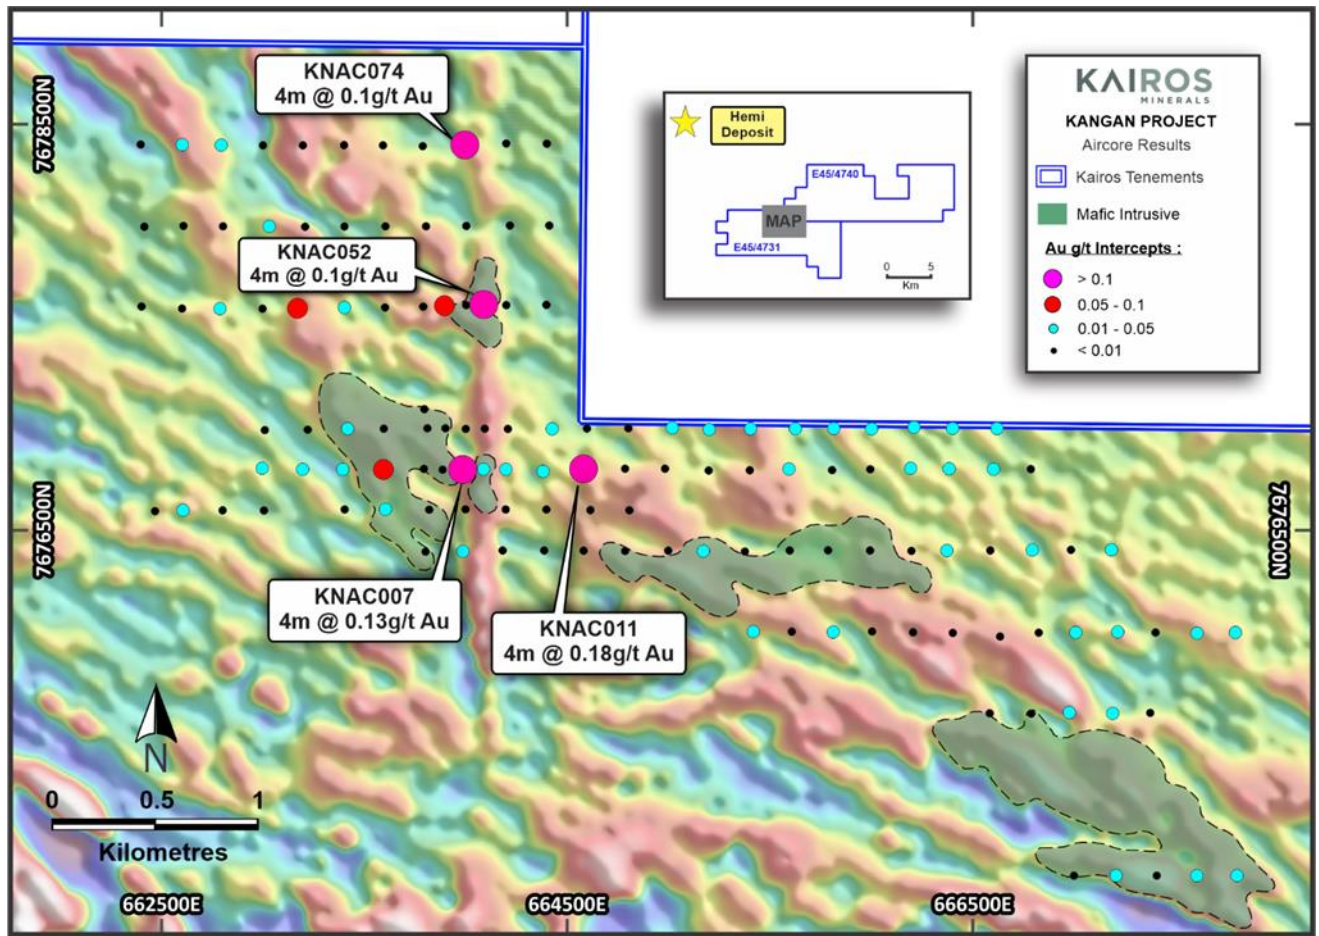 KNAC074
4m @ 0.1g/t Au
7678500N
KNAC052
4m @ 0.1g/t Au
Hemi
Deposit
E45/4740
MAP
E45/4731
0 5
Km
KAIROS
MINERALS
KANGAN PROJECT
Aircore Results
Kairos Tenements
Mafic Intrusive
Au g/t Intercepts :
> 0.1
0.05 - 0.1
0.01 - 0.05
< 0.01
7676500N
7676500N
KNAC007
4m @ 0.13g/t Au
KNAC011
4m @ 0.18g/t Au
N
0 0.5 1
Kilometres
662500E
664500E
666500E